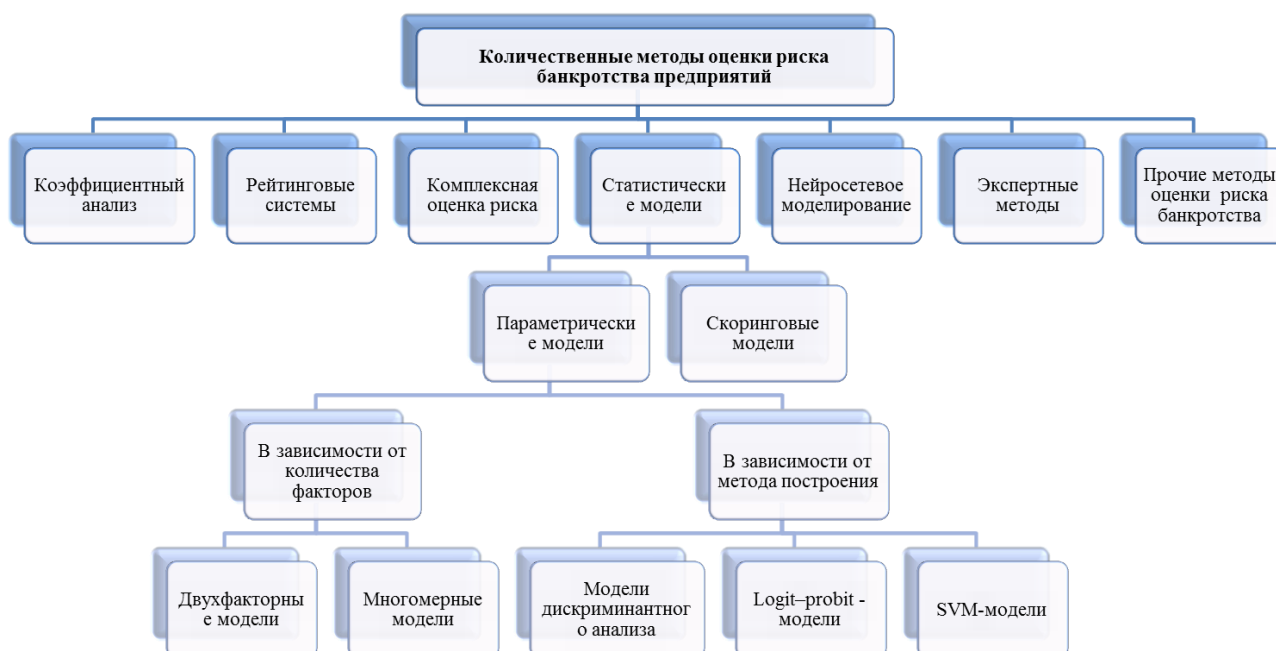 Количественные методы оценки риска
банкротства предприятий
Коэффициентный
анализ
Рейтинговые
системы
Комплексная
оценка риска
Статистически
е модели
Нейросетевое
моделирование
Экспертные
методы
Прочие методы
оценки риска
банкротства
Параметрически
е модели
Скоринговые
модели
В зависимости от
количества
факторов
В зависимости от
метода построения
Двухфакторны
е модели
Многомерные
модели
Модели
дискриминантног
о анализа
Logit–probit -
модели
SVM-модели